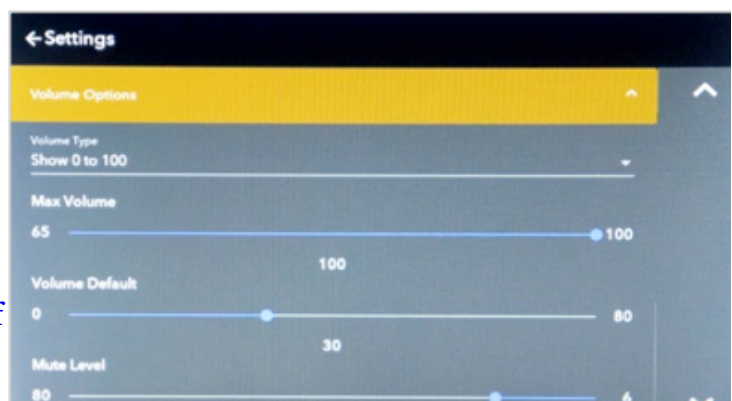 ←Settings
Volume Options
Volume Type
Show 0 to 100
Max Volume
65 100
100
Volume Default
f
0 80
30
Mute Level
80 6